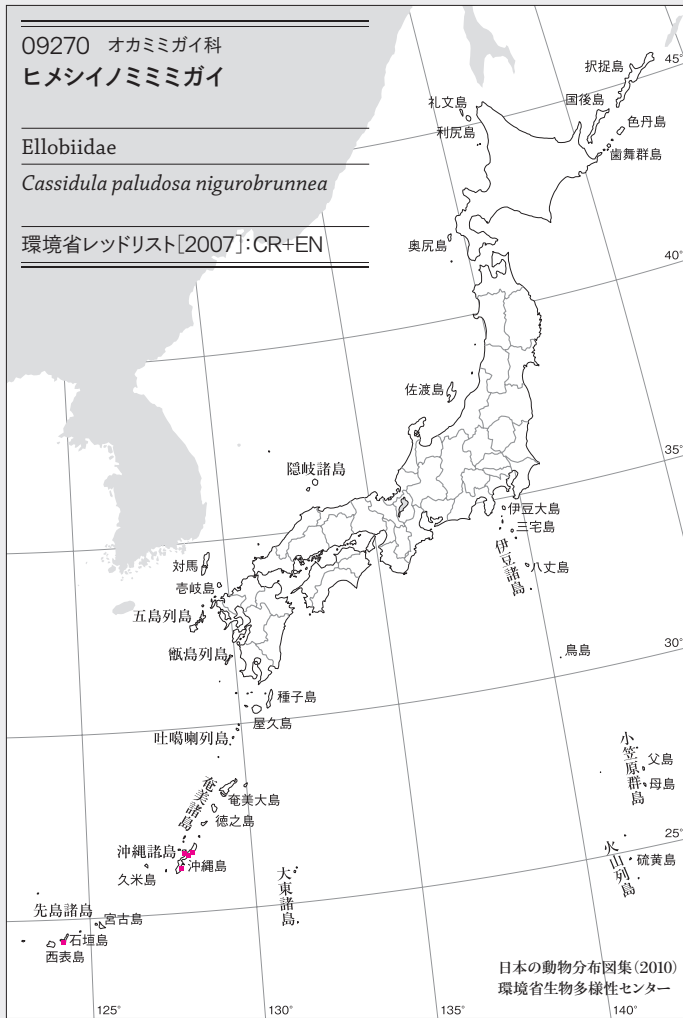 09270 オカミミガイ科
ヒメシイノミミミガイ
Ellobiidae
Cassidula paludosa nigurobrunnea
環境省レッドリスト[2007]:CR+EN
択捉島
45°
国後島
礼文島
色丹島
利尻島
歯舞群島
奥尻島
40°
佐渡島
35°
隠岐諸島
伊豆大島
三宅島
伊豆諸島
八丈島
対馬
壱岐島
五島列島
甑島列島
鳥島
30°
種子島
屋久島
吐噶喇列島
小笠原群島
父島
母島
奄美諸島
奄美大島
徳之島
25°
沖縄諸島
沖縄島
久米島
大東諸島
火山列島
硫黄島
先島諸島
宮古島
石垣島
西表島
日本の動物分布図集(2010)
環境省生物多様性センター
125°
130°
135°
140°